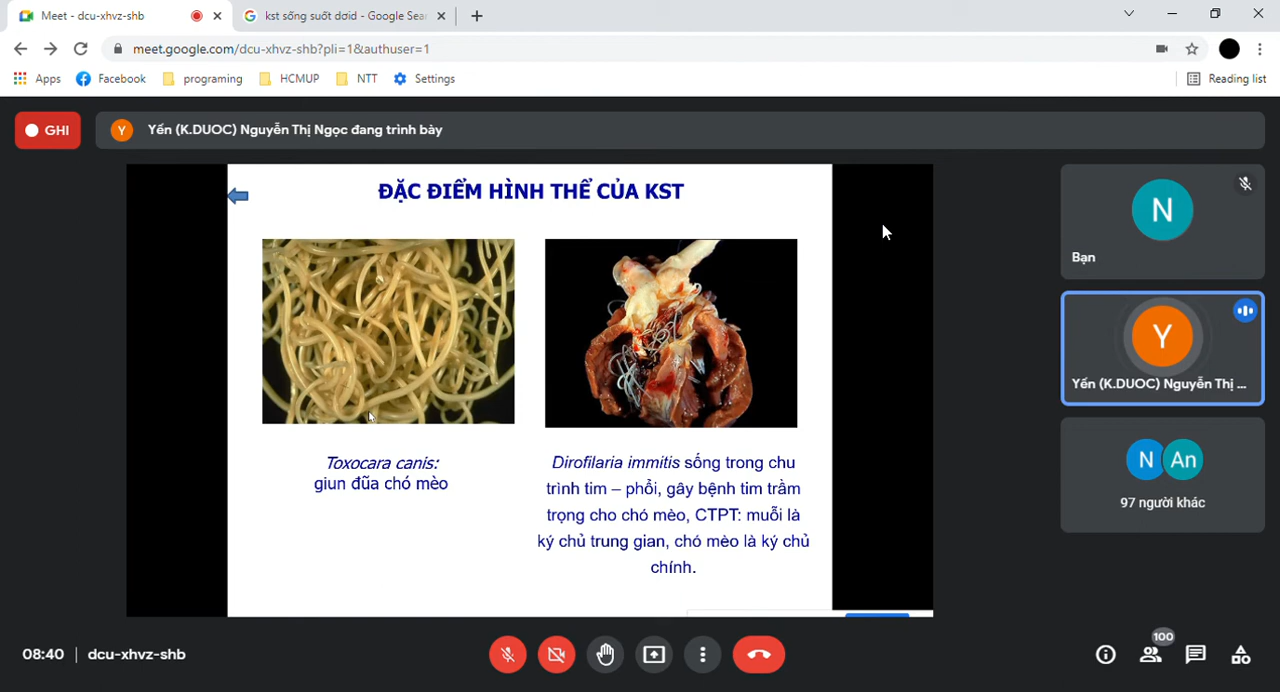 Meet - dcu-xhvz-shb
kst sống suốt dơid - Google Sear
meet.google.com/dcu-xhvz-shb?pli=1&authuser=1
Apps
Facebook
programing
HCMUP
NTT
Settings
Reading list
GHI
Y
Yến (K.DUOC) Nguyễn Thị Ngọc đang trình bày
ĐẶC ĐIỂM HÌNH THỂ CỦA KST
Toxocara canis:
giun đũa chó mèo
Dirofilaria immitis sống trong chu
trình tim – phổi, gây bệnh tim trầm
trọng cho chó mèo, CTPT: muỗi là
ký chủ trung gian, chó mèo là ký chủ
chính.
N
Bạn
Y
Yến (K.DUOC) Nguyễn Thị ...
N An
97 người khác
08:40 | dcu-xhvz-shb
100